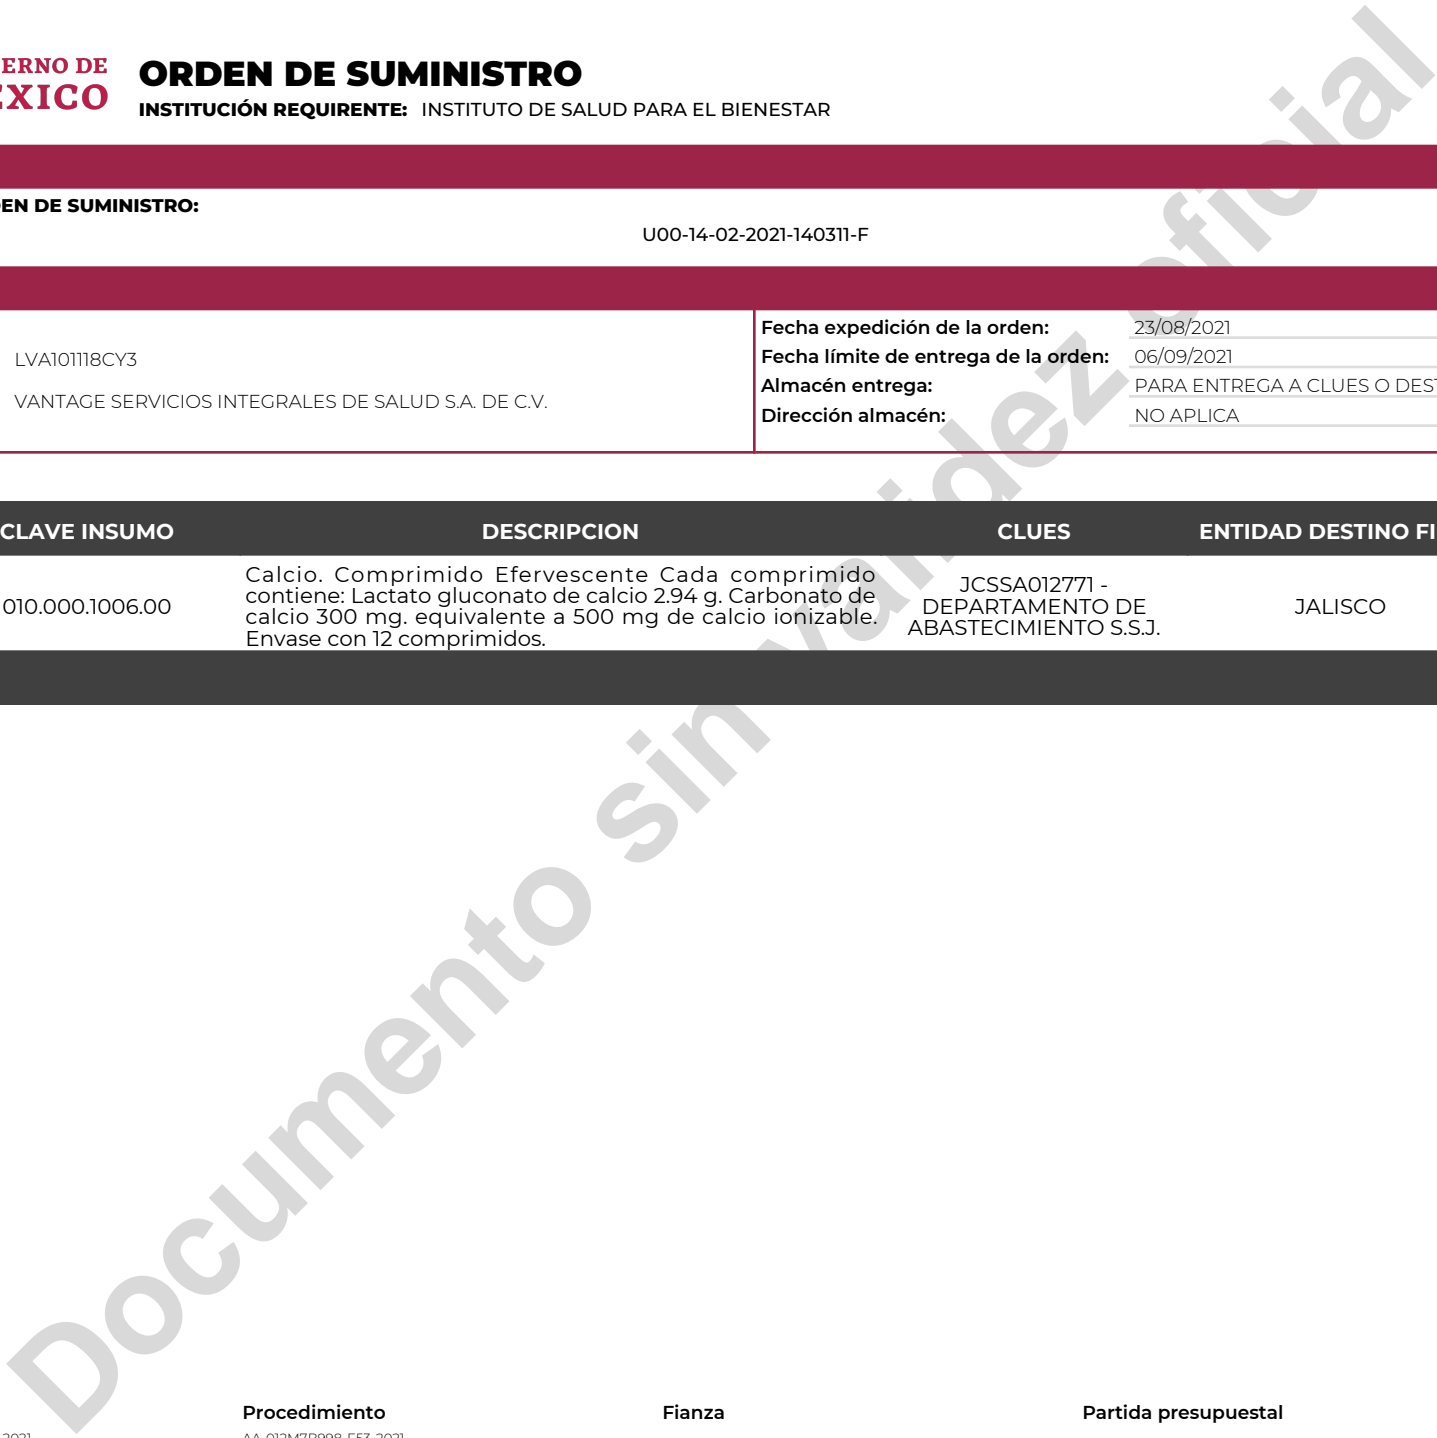 ERNO DE
EXICO
ORDEN DE SUMINISTRO
INSTITUCIÓN REQUIRENTE: INSTITUTO DE SALUD PARA EL BIENESTAR
EN DE SUMINISTRO:
U00-14-02-2021-140311-F
LVA101118CY3
VANTAGE SERVICIOS INTEGRALES DE SALUD S.A. DE C.V.
Fecha expedición de la orden: 23/08/2021
Fecha límite de entrega de la orden: 06/09/2021
Almacén entrega: PARA ENTREGA A CLUES O DEST
Dirección almacén: NO APLICA
CLAVE INSUMO DESCRIPCION CLUES ENTIDAD DESTINO FI
010.000.1006.00
Calcio. Comprimido Efervescente Cada comprimido
contiene: Lactato gluconato de calcio 2.94 g. Carbonato de
calcio 300 mg. equivalente a 500 mg de calcio ionizable.
Envase con 12 comprimidos.
JCSSA012771 -
DEPARTAMENTO DE
ABASTECIMIENTO S.S.J.
JALISCO
Documento sin validez oficial
Procedimiento Fianza Partida presupuestal